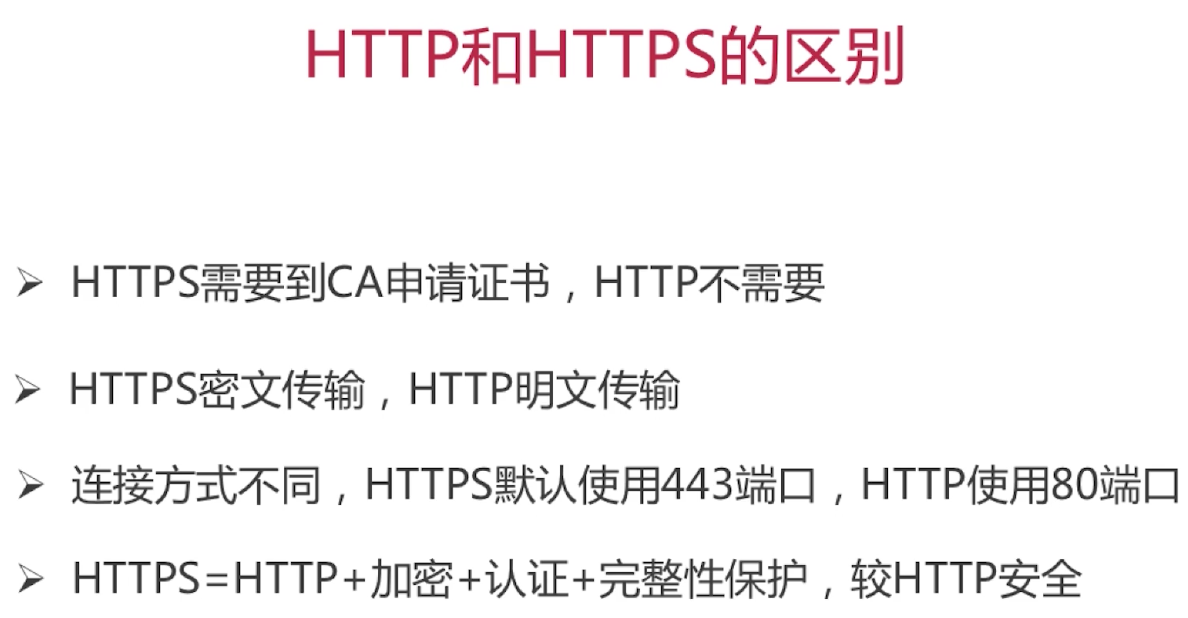 HTTP和HTTPS的区别
➢ HTTPS需要到CA申请证书，HTTP不需要
➢ HTTPS密文传输，HTTP明文传输
➢ 连接方式不同，HTTPS默认使用443端口，HTTP使用80端口
➢ HTTPS=HTTP+加密+认证+完整性保护，较HTTP安全